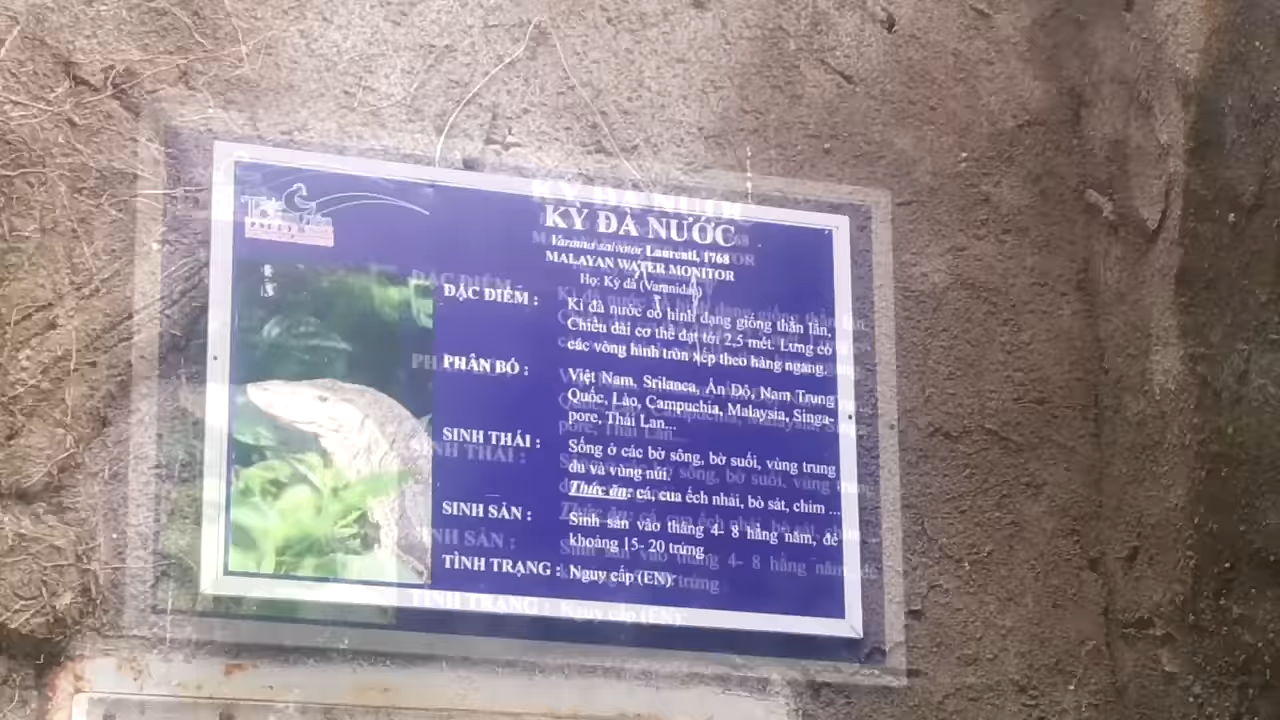 KỲ ĐÀ NƯỚC
Varanus salvator Laurenti, 1768
MALAYAN WATER MONITOR
Họ: Kỳ đà (Varanidae)
ĐẶC ĐIỂM : Kì đà nước có hình dạng giống thằn lằn,
Chiều dài cơ thể đạt tới 2,5 mét. Lưng có
các vòng hình tròn xếp theo hàng ngang.
PHÂN BỐ : Việt Nam, Srilanca, Ấn Độ, Nam Trung
Quốc, Lào, Campuchia, Malaysia, Singa-
pore, Thái Lan...
SINH THÁI : Sống ở các bờ sông, bờ suối, vùng trung
du và vùng núi.
Thức ăn: cá, cua ếch nhái, bò sát, chim ...
SINH SẢN : Sinh sản vào tháng 4- 8 hằng năm, đẻ
khoảng 15- 20 trứng
TÌNH TRẠNG : Nguy cấp (EN).